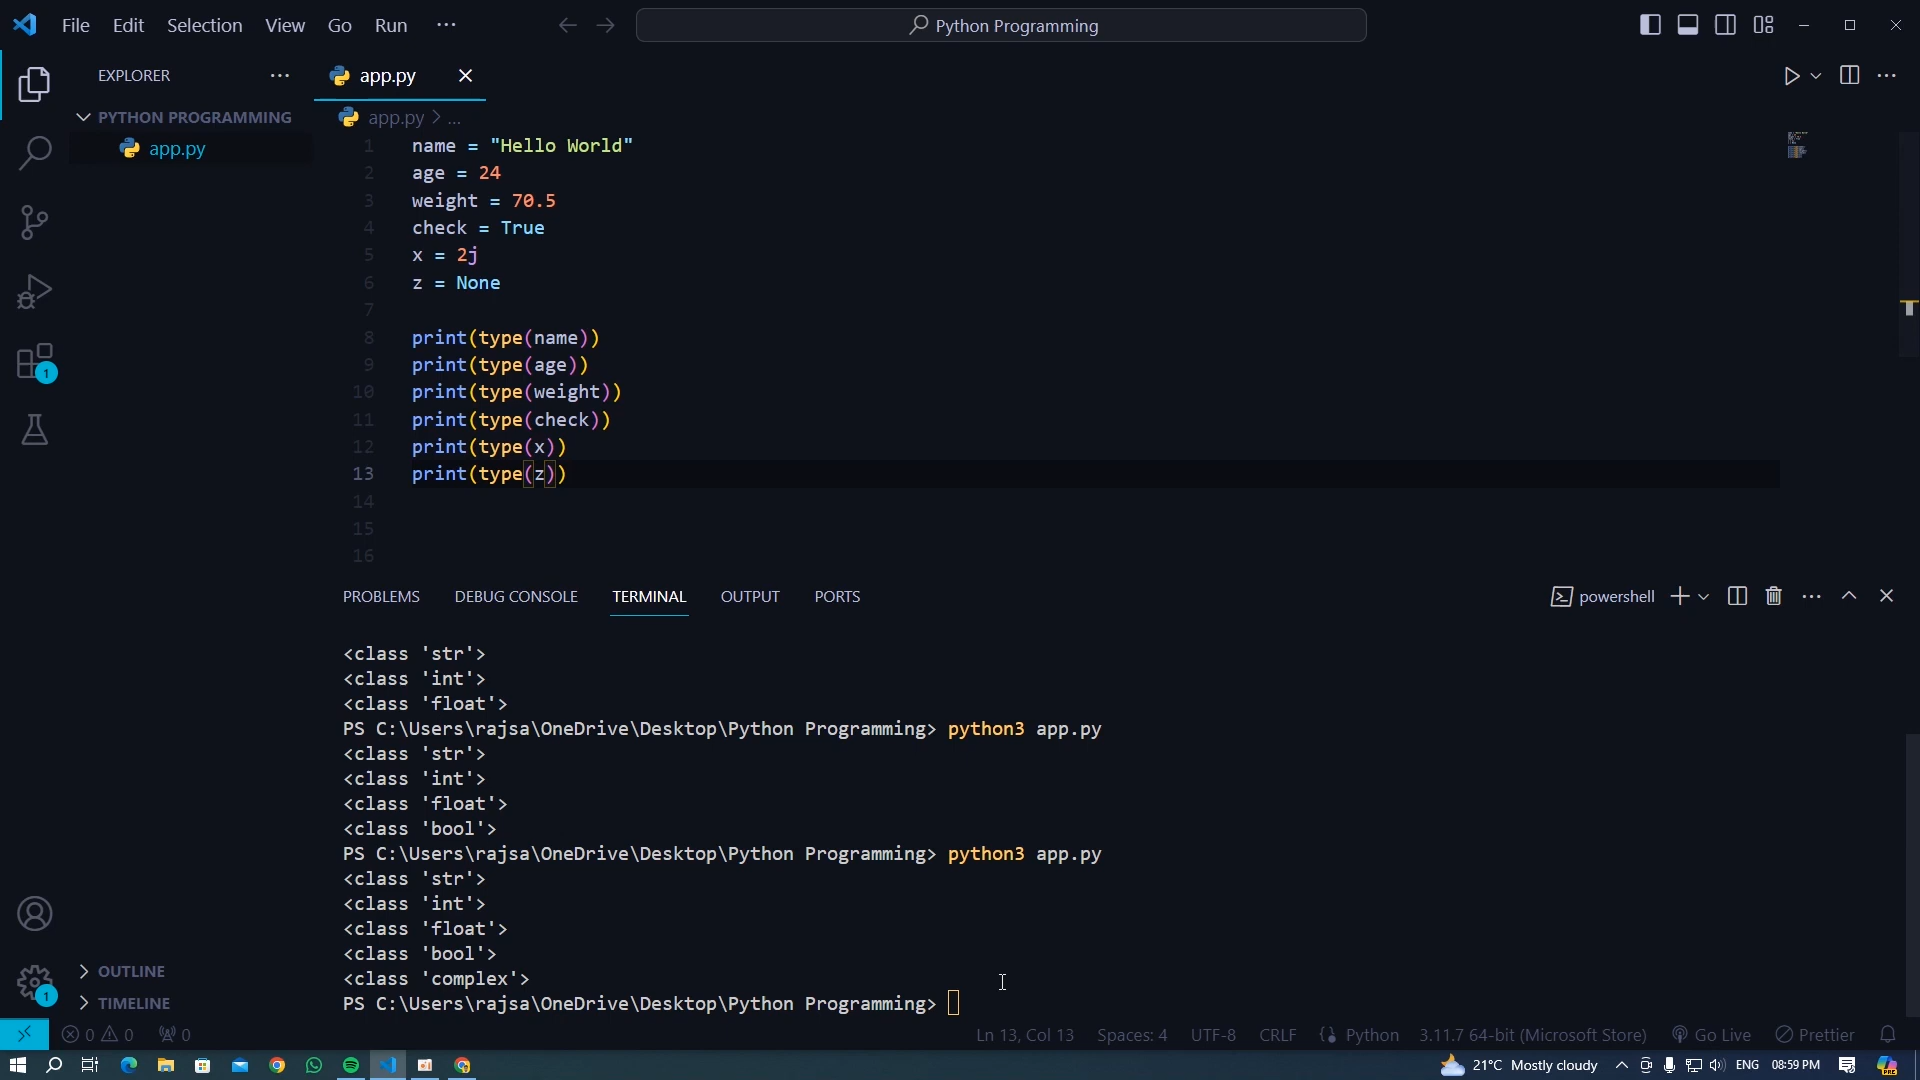 File Edit Selection View Go Run ··· Python Programming
EXPLORER ··· app.py
PYTHON PROGRAMMING
app.py
app.py > ...
1 name = "Hello World"
2 age = 24
3 weight = 70.5
4 check = True
5 x = 2j
6 z = None
7
8 print(type(name))
9 print(type(age))
10 print(type(weight))
11 print(type(check))
12 print(type(x))
13 print(type(z))
14
15
16
PROBLEMS DEBUG CONSOLE TERMINAL OUTPUT PORTS powershell
<class 'str'>
<class 'int'>
<class 'float'>
PS C:\Users\rajsa\OneDrive\Desktop\Python Programming> python3 app.py
<class 'str'>
<class 'int'>
<class 'float'>
<class 'bool'>
PS C:\Users\rajsa\OneDrive\Desktop\Python Programming> python3 app.py
<class 'str'>
<class 'int'>
<class 'float'>
<class 'bool'>
<class 'complex'>
PS C:\Users\rajsa\OneDrive\Desktop\Python Programming>
1
1
OUTLINE
TIMELINE
0 0 0 Ln 13, Col 13 Spaces: 4 UTF-8 CRLF Python 3.11.7 64-bit (Microsoft Store) Go Live Prettier
21°C Mostly cloudy ENG 08:59 PM